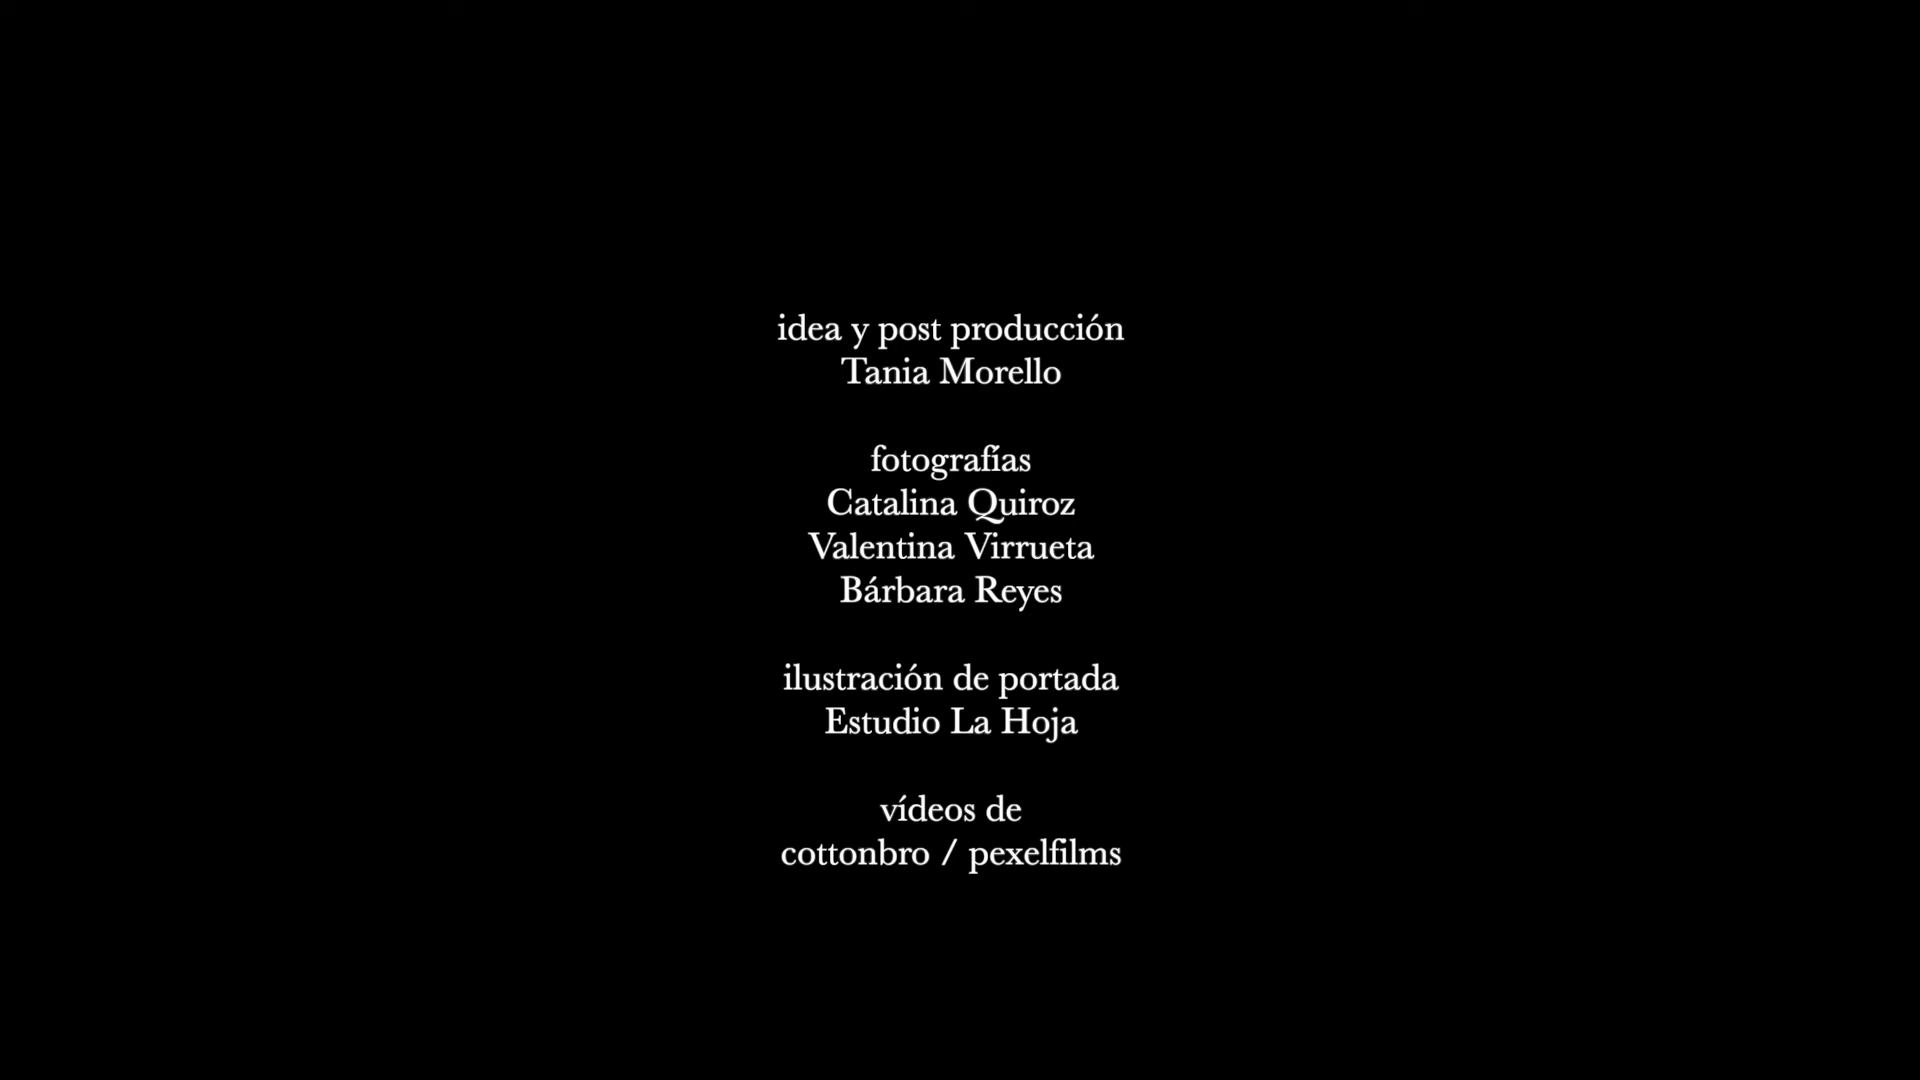 idea y post producción
Tania Morello
fotografías
Catalina Quiroz
Valentina Virrueta
Bárbara Reyes
ilustración de portada
Estudio La Hoja
vídeos de
cottonbro / pexelfilms